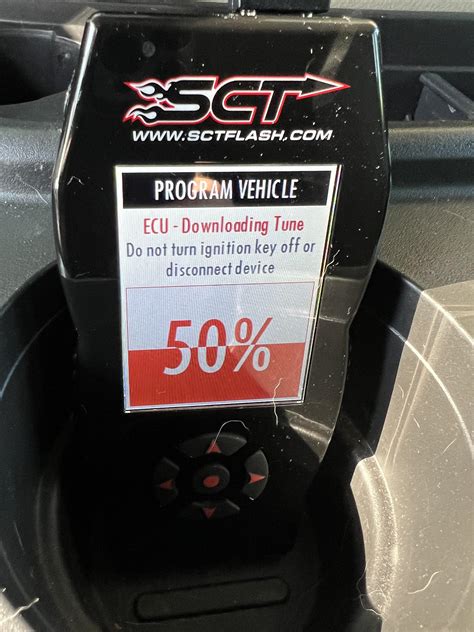 SCT
WWW.SCTFLASH.COM
PROGRAM VEHICLE
ECU - Downloading Tune
Do not turn ignition key off or
disconnect device
50%